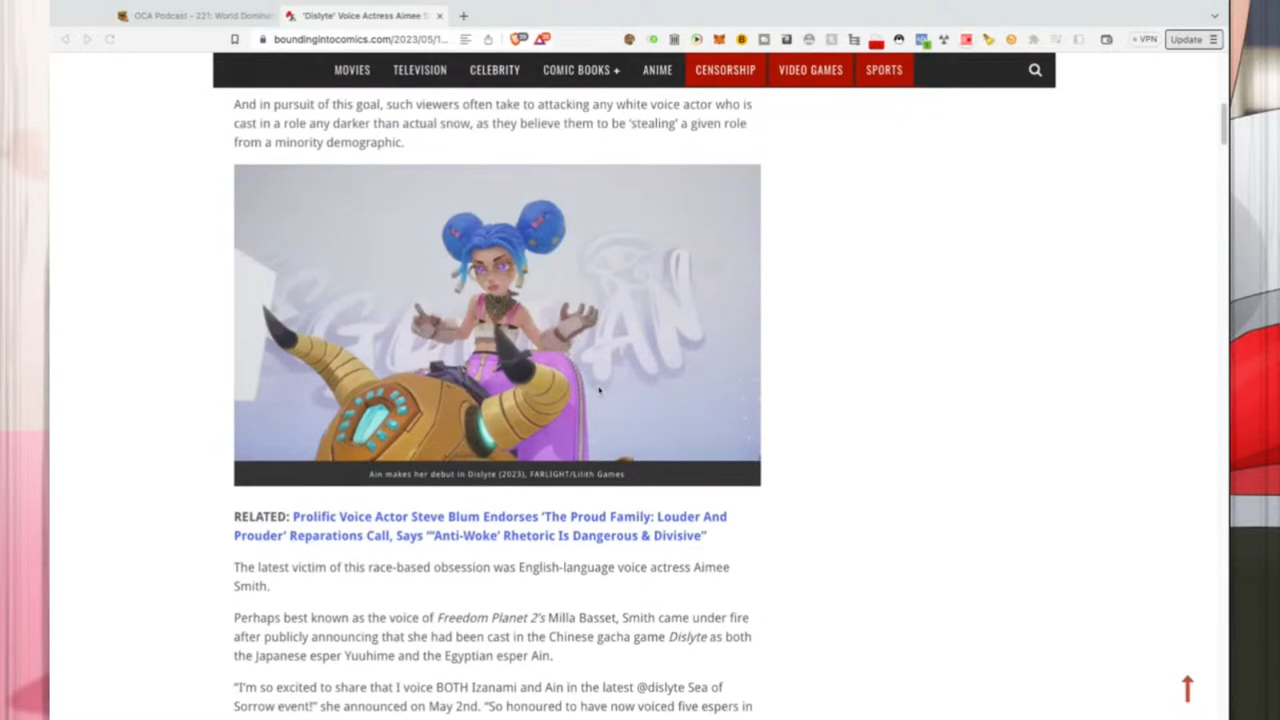 OCA Podcast - 221: World Domina
'Dislyte' Voice Actress Aimee S
boundingintocomics.com/2023/05/1...
VPN
Update
MOVIES
TELEVISION
CELEBRITY
COMIC BOOKS +
ANIME
CENSORSHIP
VIDEO GAMES
SPORTS
And in pursuit of this goal, such viewers often take to attacking any white voice actor who is
cast in a role any darker than actual snow, as they believe them to be 'stealing' a given role
from a minority demographic.
Ain makes her debut in Dislyte (2023), FARLIGHT/Lilith Games
RELATED: Prolific Voice Actor Steve Blum Endorses 'The Proud Family: Louder And
Prouder' Reparations Call, Says "'Anti-Woke' Rhetoric Is Dangerous & Divisive"
The latest victim of this race-based obsession was English-language voice actress Aimee
Smith.
Perhaps best known as the voice of Freedom Planet 2's Milla Basset, Smith came under fire
after publicly announcing that she had been cast in the Chinese gacha game Dislyte as both
the Japanese esper Yuuhime and the Egyptian esper Ain.
"I'm so excited to share that I voice BOTH Izanami and Ain in the latest @dislyte Sea of
Sorrow event!" she announced on May 2nd. "So honoured to have now voiced five espers in